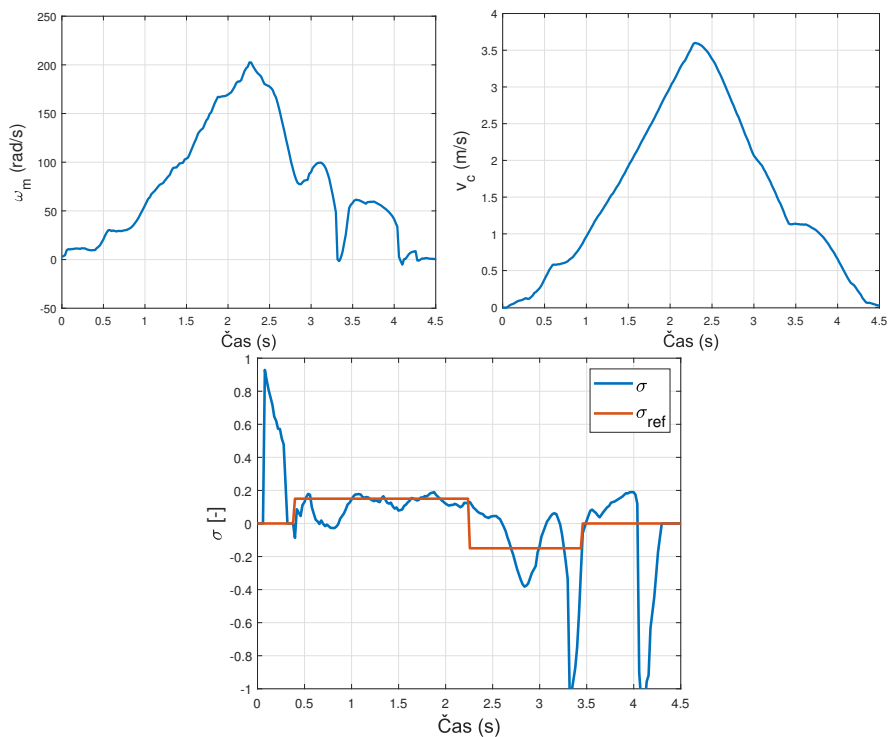 250
200
150
100
50
0
-50
ω_m (rad/s)
0 0.5 1 1.5 2 2.5 3 3.5 4 4.5
Čas (s)
4
3.5
3
2.5
2
1.5
1
0.5
0
v_c (m/s)
0 0.5 1 1.5 2 2.5 3 3.5 4 4.5
Čas (s)
1
0.8
0.6
0.4
0.2
0
-0.2
-0.4
-0.6
-0.8
-1
σ [-]
σ
σ_ref
0 0.5 1 1.5 2 2.5 3 3.5 4 4.5
Čas (s)